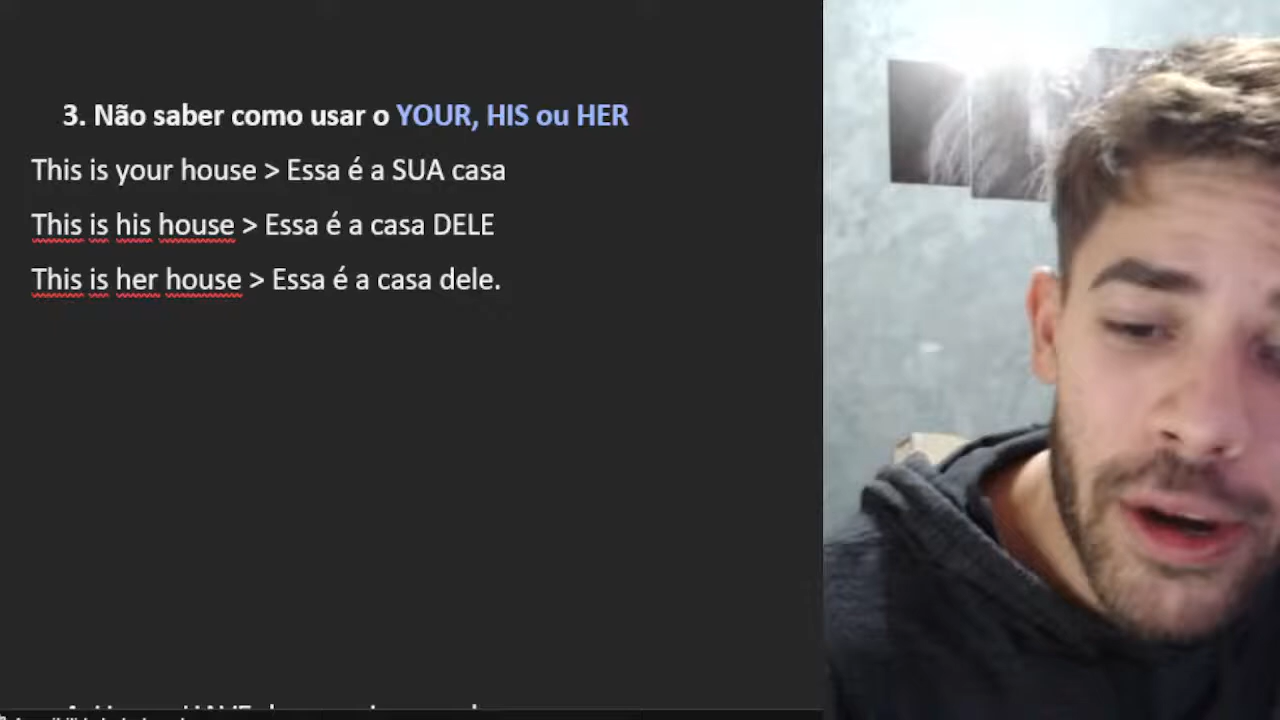 3. Não saber como usar o YOUR, HIS ou HER
This is your house > Essa é a SUA casa
This is his house > Essa é a casa DELE
This is her house > Essa é a casa dele.